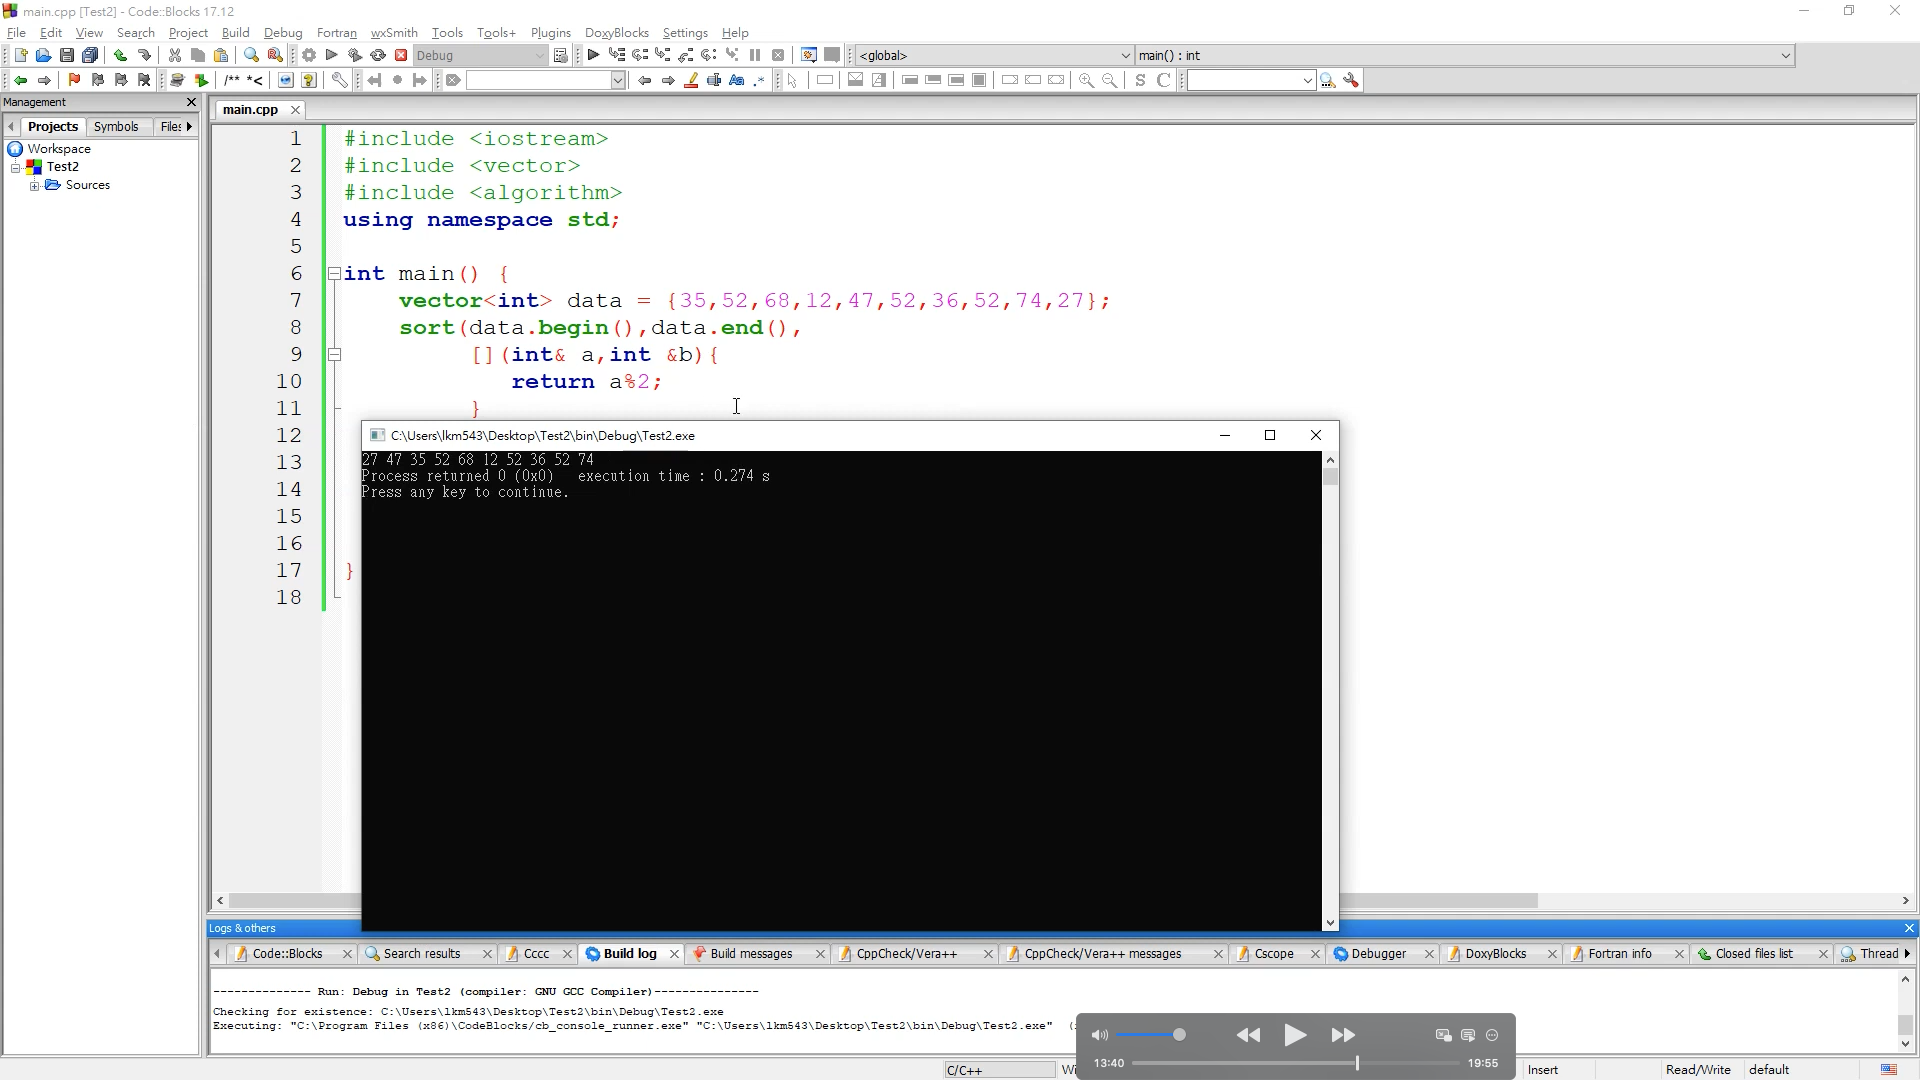 main.cpp [Test2] - Code::Blocks 17.12
File Edit View Search Project Build Debug Fortran wxSmith Tools Tools+ Plugins DoxyBlocks Settings Help
Debug <global> main() : int
/** *<
Management
main.cpp
Projects Symbols Files
Workspace
Test2
Sources
1 #include <iostream>
2 #include <vector>
3 #include <algorithm>
4 using namespace std;
5
6 int main() {
7 vector<int> data = {35,52,68,12,47,52,36,52,74,27};
8 sort(data.begin(),data.end(),
9 [](int& a,int &b){
10 return a%2;
11 }
12
13
14
15
16
17 }
18
C:\Users\lkm543\Desktop\Test2\bin\Debug\Test2.exe
27 47 35 52 68 12 52 36 52 74
Process returned 0 (0x0) execution time : 0.274 s
Press any key to continue.
Logs & others
Code::Blocks Search results Cccc Build log Build messages CppCheck/Vera++ CppCheck/Vera++ messages Cscope Debugger DoxyBlocks Fortran info Closed files list Thread
-------------- Run: Debug in Test2 (compiler: GNU GCC Compiler)---------------
Checking for existence: C:\Users\lkm543\Desktop\Test2\bin\Debug\Test2.exe
Executing: "C:\Program Files (x86)\CodeBlocks/cb_console_runner.exe" "C:\Users\lkm543\Desktop\Test2\bin\Debug\Test2.exe"
13:40 19:55
C/C++ Insert Read/Write default